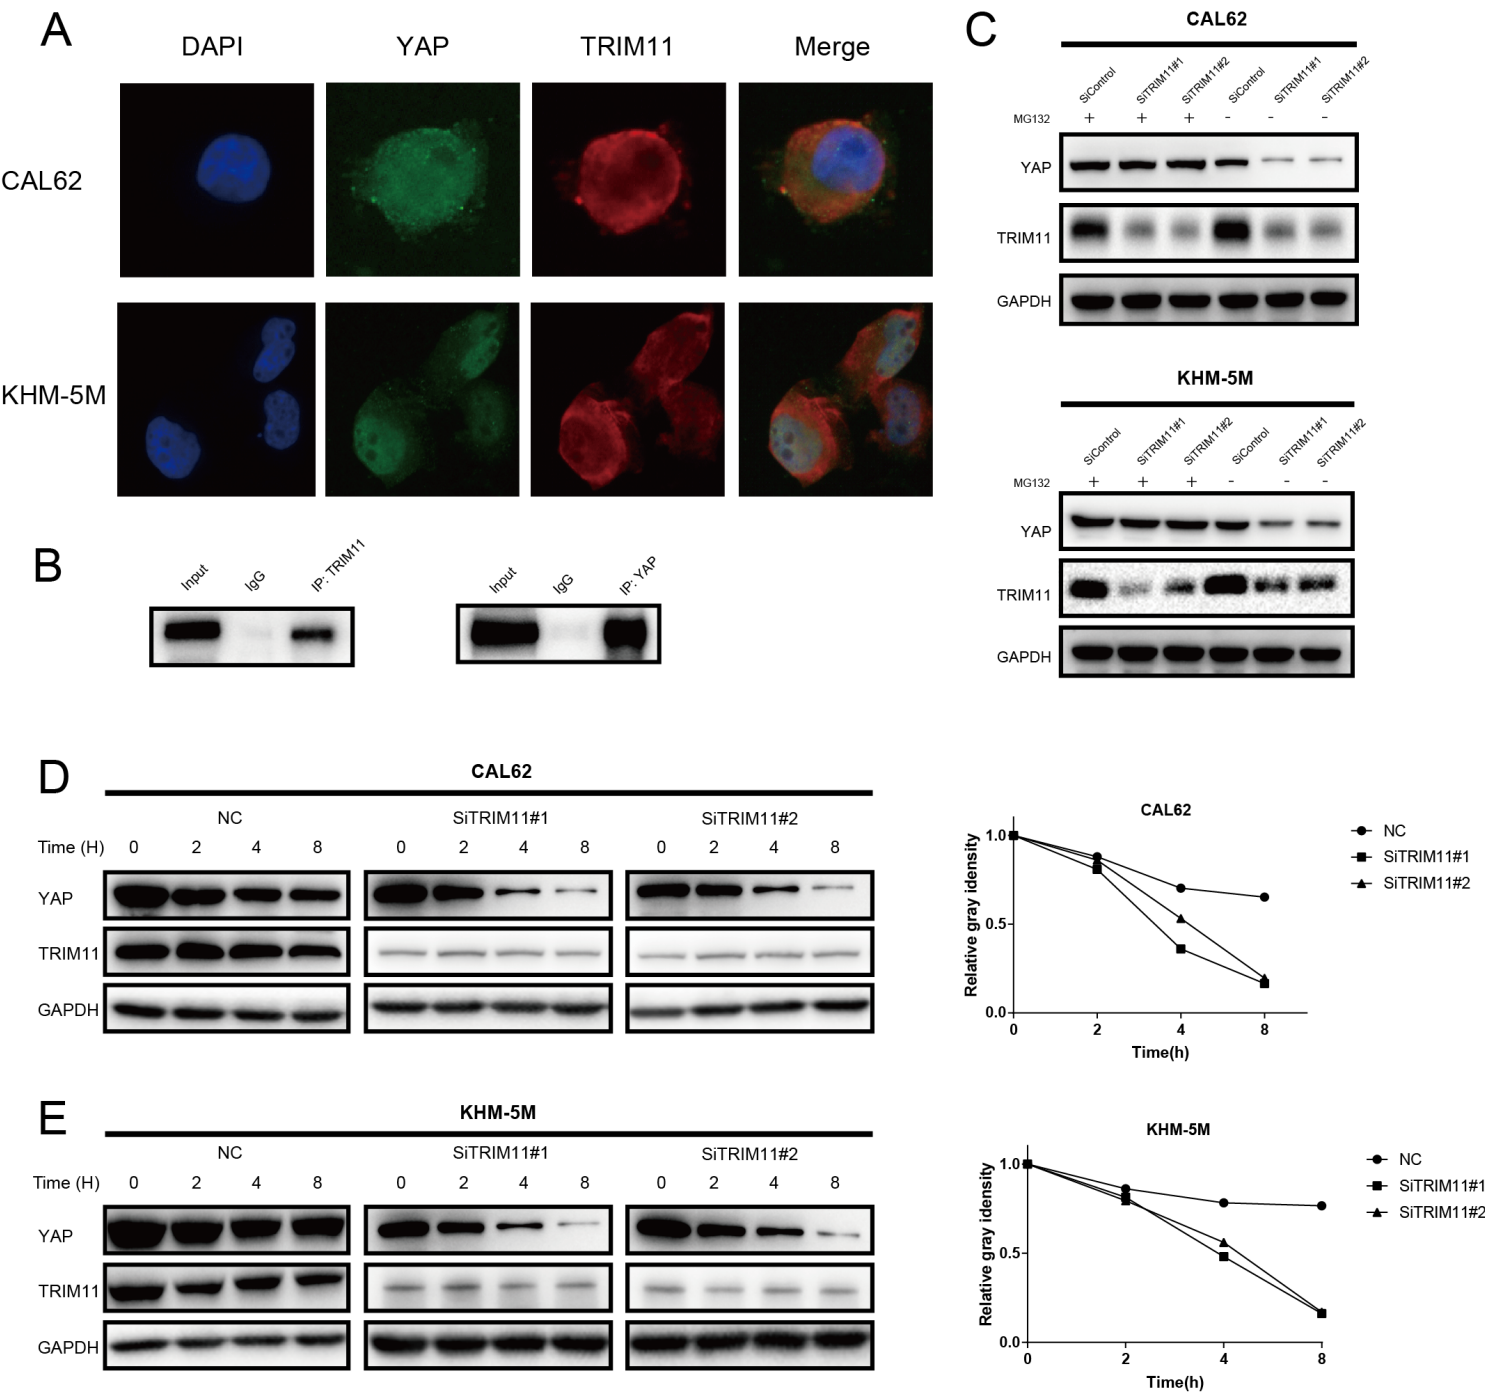 A
DAPI YAP TRIM11 Merge
CAL62
KHM-5M
B
Input IgG IP: TRIM11
Input IgG IP: YAP
C
CAL62
SiControl SiTRIM11#1 SiTRIM11#2 SiControl SiTRIM11#1 SiTRIM11#2
MG132 + + + - - -
YAP
TRIM11
GAPDH
KHM-5M
SiControl SiTRIM11#1 SiTRIM11#2 SiControl SiTRIM11#1 SiTRIM11#2
MG132 + + + - - -
YAP
TRIM11
GAPDH
D
CAL62
NC SiTRIM11#1 SiTRIM11#2
Time (H) 0 2 4 8 0 2 4 8 0 2 4 8
YAP
TRIM11
GAPDH
CAL62
Relative gray identity
1.0
0.5
0.0
0 2 4 8
Time(h)
NC
SiTRIM11#1
SiTRIM11#2
E
KHM-5M
NC SiTRIM11#1 SiTRIM11#2
Time (H) 0 2 4 8 0 2 4 8 0 2 4 8
YAP
TRIM11
GAPDH
KHM-5M
Relative gray identity
1.0
0.5
0.0
0 2 4 8
Time(h)
NC
SiTRIM11#1
SiTRIM11#2